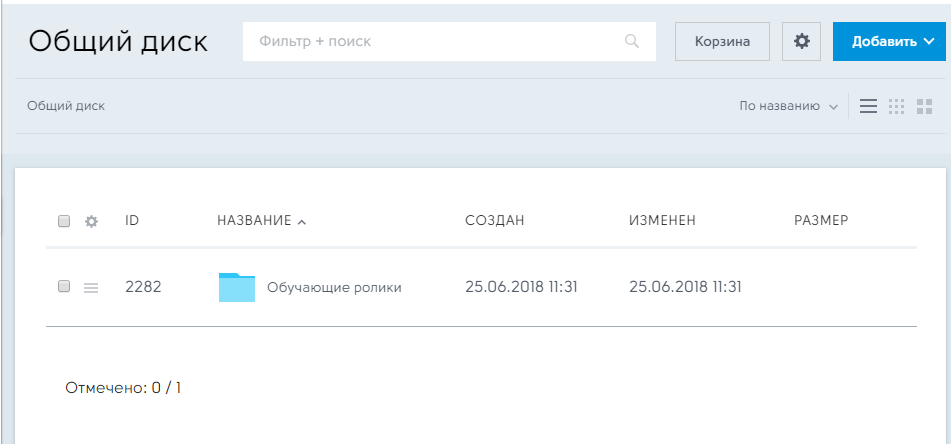 Общий диск
Фильтр + поиск
Корзина
Добавить
Общий диск
По названию
ID НАЗВАНИЕ СОЗДАН ИЗМЕНЕН РАЗМЕР
2282 Обучающие ролики 25.06.2018 11:31 25.06.2018 11:31
Отмечено: 0 / 1